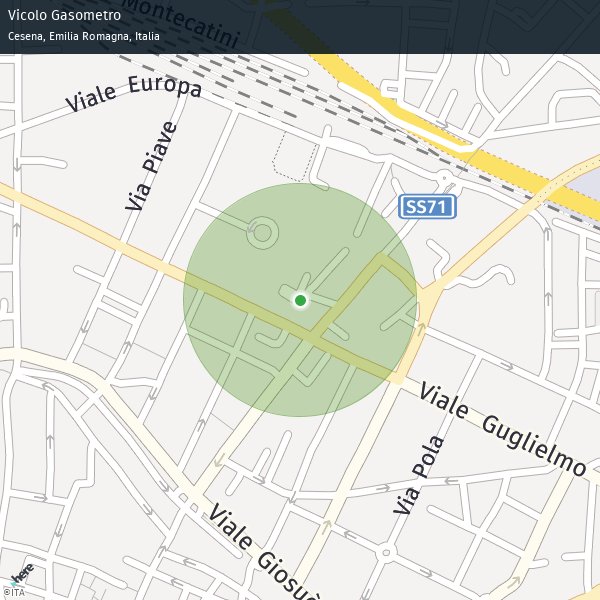 Vicolo Gasometro
Cesena, Emilia Romagna, Italia
Montecatini
Viale Europa
Via Piave
SS71
Viale Guglielmo
Via Pola
Viale Giosuè
here
©ITA